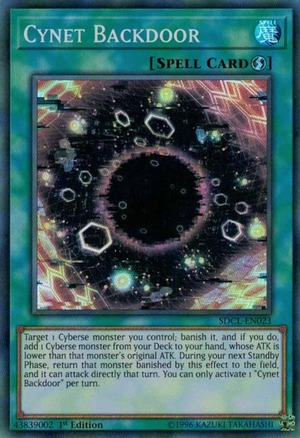 Cynet Backdoor
SPELL
魔
[Spell Card]
SDCL-EN023
Target 1 Cyberse monster you control; banish it, and if you do,
add 1 Cyberse monster from your Deck to your hand, whose ATK is
lower than that monster's original ATK. During your next Standby
Phase, return that monster banished by this effect to the field,
and it can attack directly that turn. You can only activate 1 "Cynet
Backdoor" per turn.
43839002 1st Edition ©1996 KAZUKI TAKAHASHI